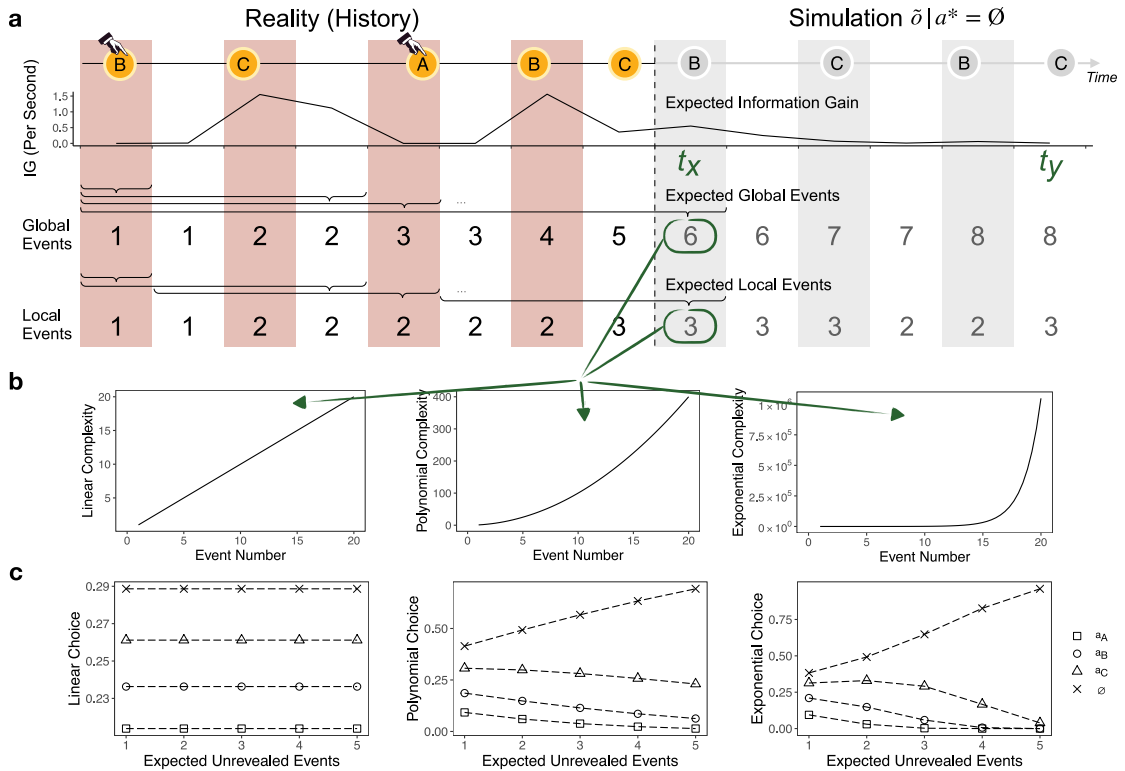 a
Reality (History)
Simulation õ | a* = Ø
B C A B C B C B C
Time
IG (Per Second)
1.5
1.0
0.5
0.0
Expected Information Gain
tx ty
...
Expected Global Events
Global
Events
1 1 2 2 3 3 4 5 6 6 7 7 8 8
...
Expected Local Events
Local
Events
1 1 2 2 2 2 2 3 3 3 3 2 2 3
b
Linear Complexity
20
15
10
5
0 5 10 15 20
Event Number
Polynomial Complexity
400
300
200
100
0
0 5 10 15 20
Event Number
Exponential Complexity
1 × 10⁶
7.5 × 10⁵
5 × 10⁵
2.5 × 10⁵
0 × 10⁰
0 5 10 15 20
Event Number
c
Linear Choice
0.29
0.27
0.25
0.23
1 2 3 4 5
Expected Unrevealed Events
Polynomial Choice
0.50
0.25
0.00
1 2 3 4 5
Expected Unrevealed Events
Exponential Choice
0.75
0.50
0.25
0.00
1 2 3 4 5
Expected Unrevealed Events
aA
aB
aC
ø